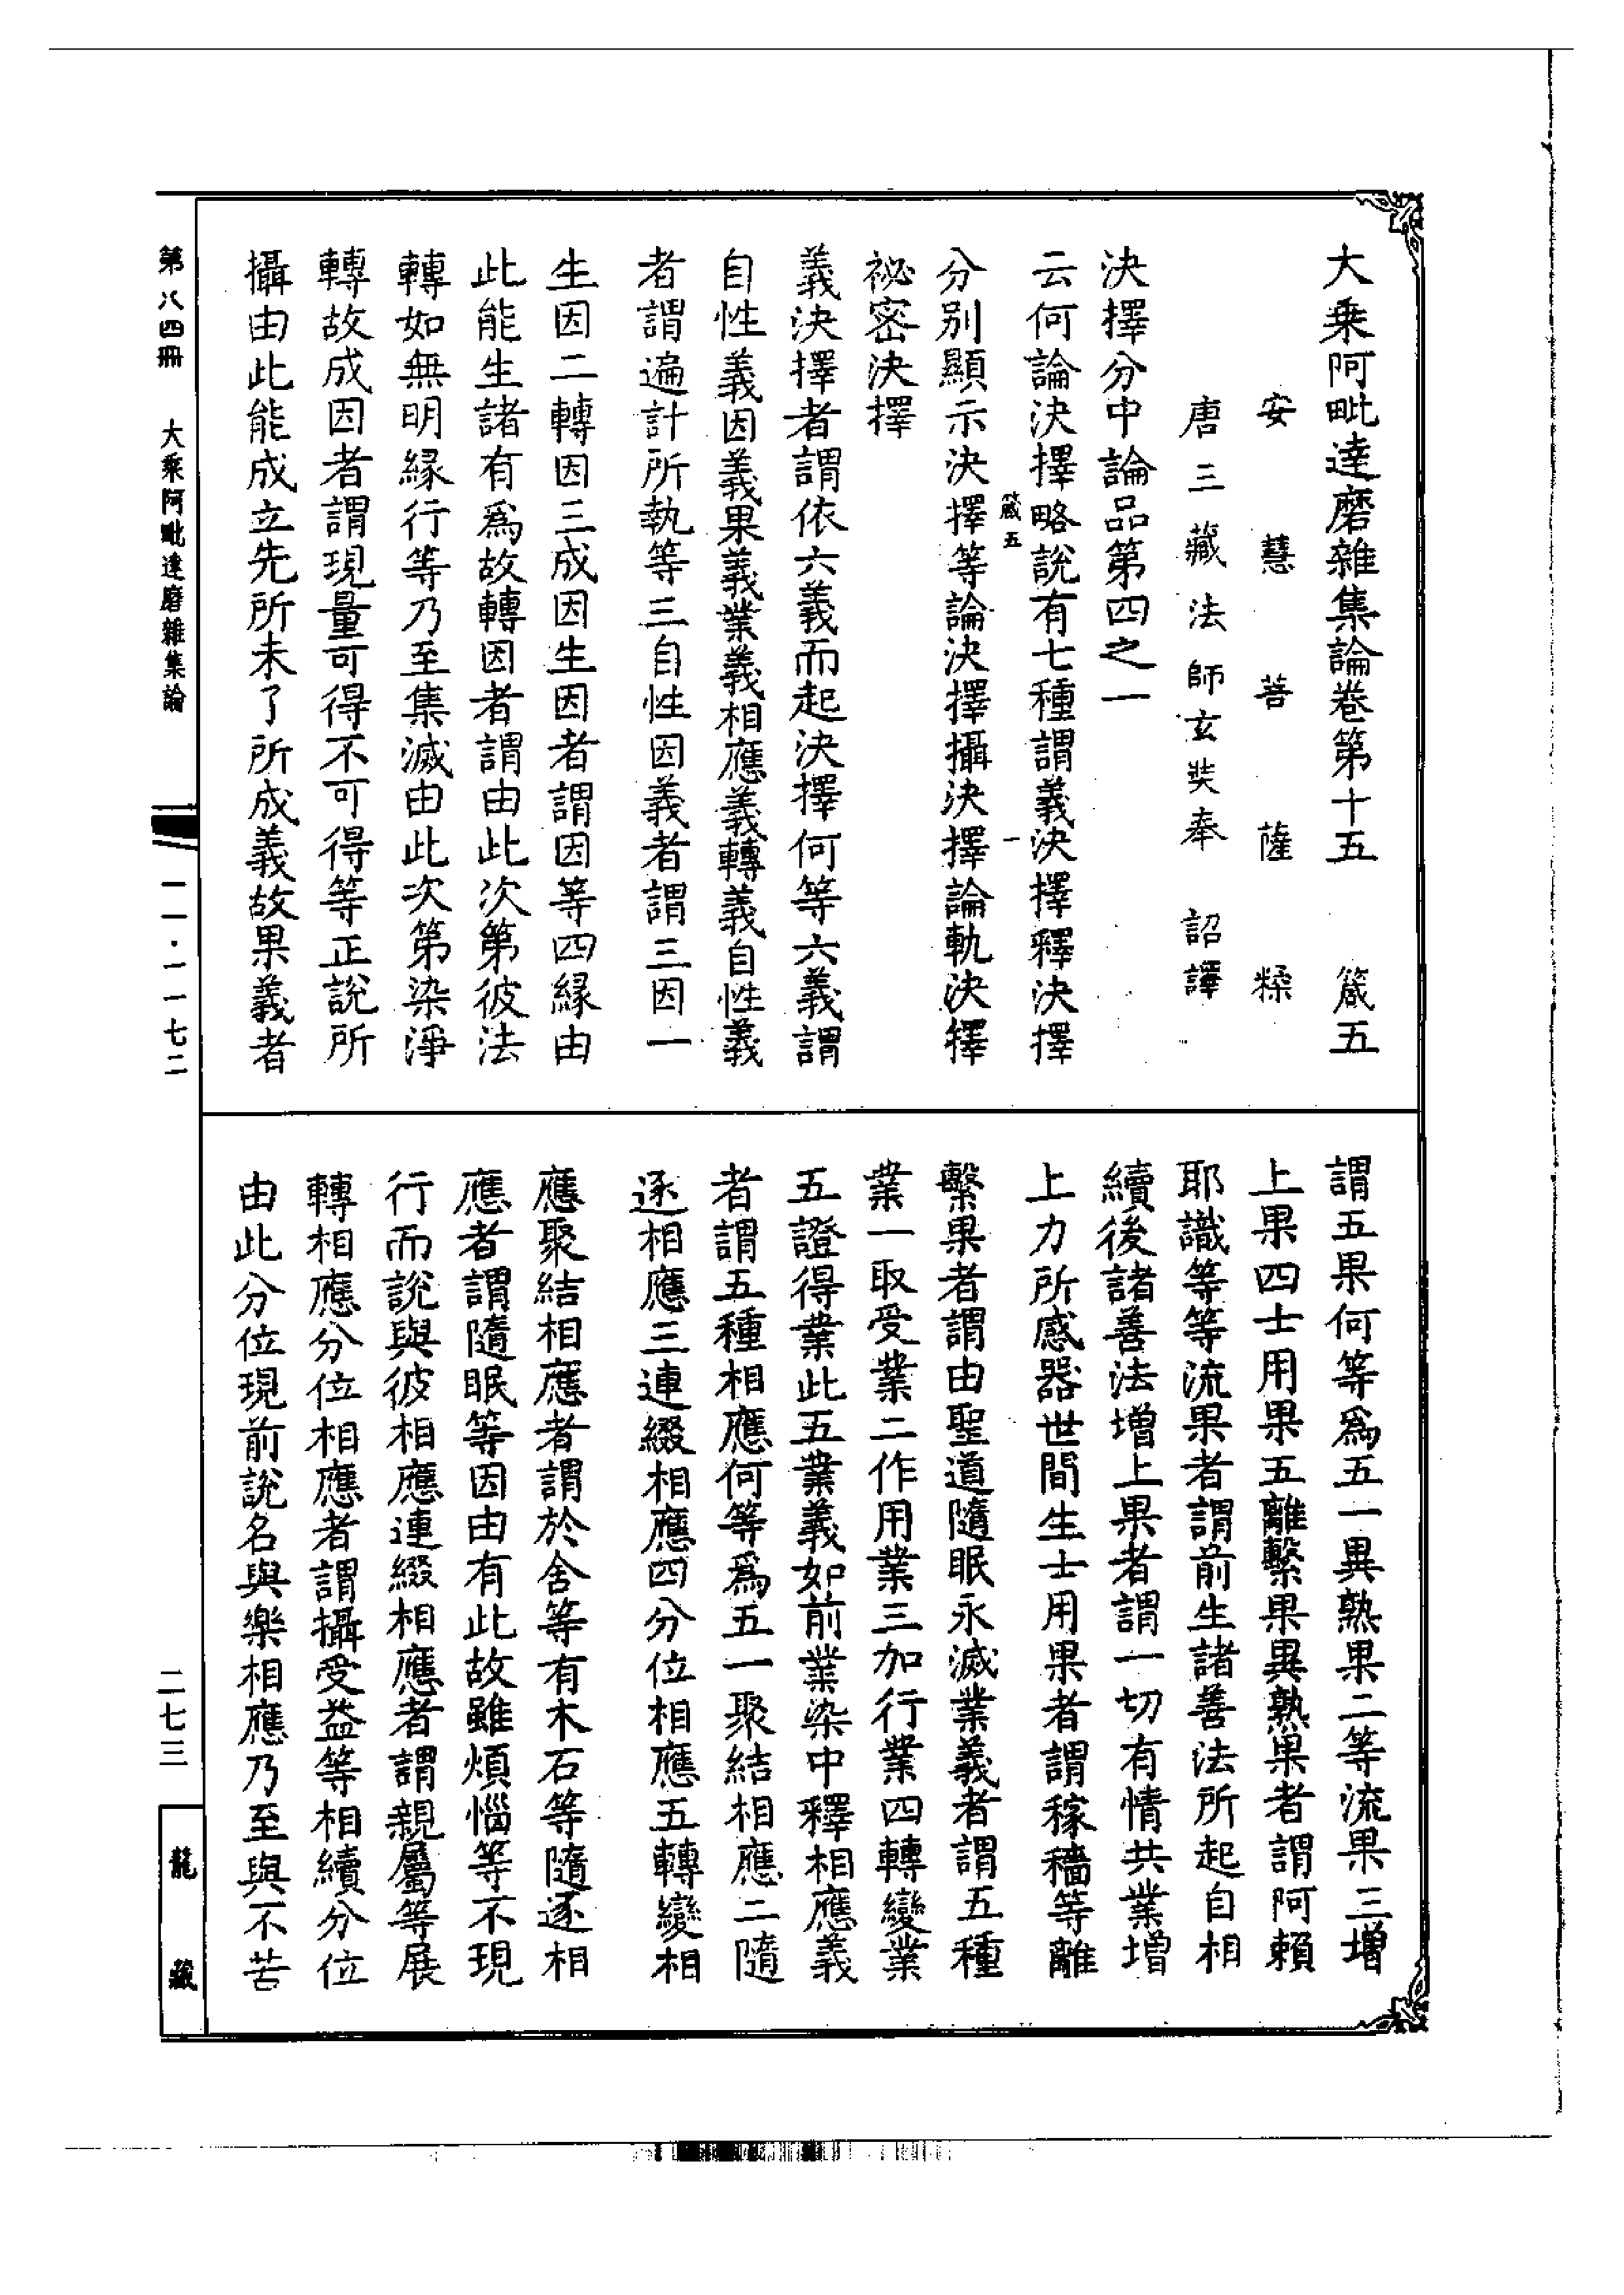 大乘阿毗達磨雜集論卷第十五　箴五
安慧菩薩糅
唐三藏法師玄奘奉　詔譯
決擇分中論品第四之一
云何論決擇略說有七種謂義決擇釋決擇
箴五　一
分別顯示決擇等論決擇攝決擇論軌決擇
祕密決擇
義決擇者謂依六義而起決擇何等六義謂
自性義因義果義業義相應義轉義自性義
者謂遍計所執等三自性因義者謂三因一
生因二轉因三成因生因者謂因等四緣由
此能生諸有爲故轉因者謂由此次第彼法
轉如無明緣行等乃至集滅由此次第染淨
轉故成因者謂現量可得不可得等正說所
攝由此能成立先所未了所成義故果義者
謂五果何等爲五一異熟果二等流果三增
上果四士用果五離繫果異熟果者謂阿賴
耶識等等流果者謂前生諸善法所起自相
續後諸善法增上果者謂一切有情共業增
上力所感器世間生士用果者謂稼穡等離
繫果者謂由聖道隨眠永滅業義者謂五種
業一取受業二作用業三加行業四轉變業
五證得業此五業義如前業染中釋相應義
者謂五種相應何等爲五一聚結相應二隨
逐相應三連綴相應四分位相應五轉變相
應聚結相應者謂於舍等有木石等隨逐相
應者謂隨眠等因由有此故雖煩惱等不現
行而說與彼相應連綴相應者謂親屬等展
轉相應分位相應者謂攝受益等相續分位
由此分位現前說名與樂相應乃至與不苦
第八四冊　大乘阿毗達磨雜集論　一一·一一七二　二七三　龍藏